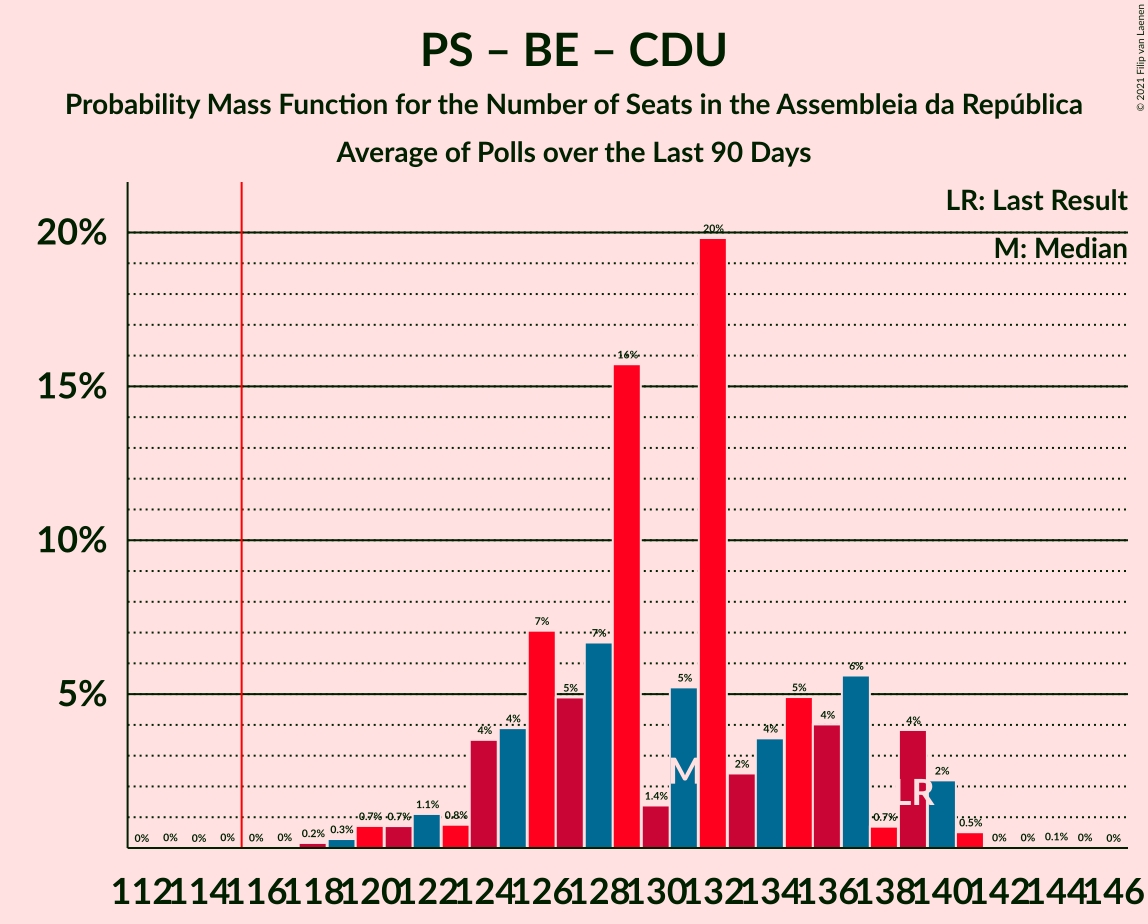 PS – BE – CDU
Probability Mass Function for the Number of Seats in the Assembleia da República
Average of Polls over the Last 90 Days
© 2021 Filip van Laenen
LR: Last Result
M: Median
20%
15%
10%
5%
0% 0% 0% 0% 0% 0% 0.2% 0.3% 0.7% 0.7% 1.1% 0.8% 4% 4% 7% 5% 7% 16% 1.4% 5% 20% 2% 4% 5% 4% 6% 0.7% 4% 2% 0.5% 0% 0% 0.1% 0% 0%
M
LR
112 114 116 118 120 122 124 126 128 130 132 134 136 138 140 142 144 146